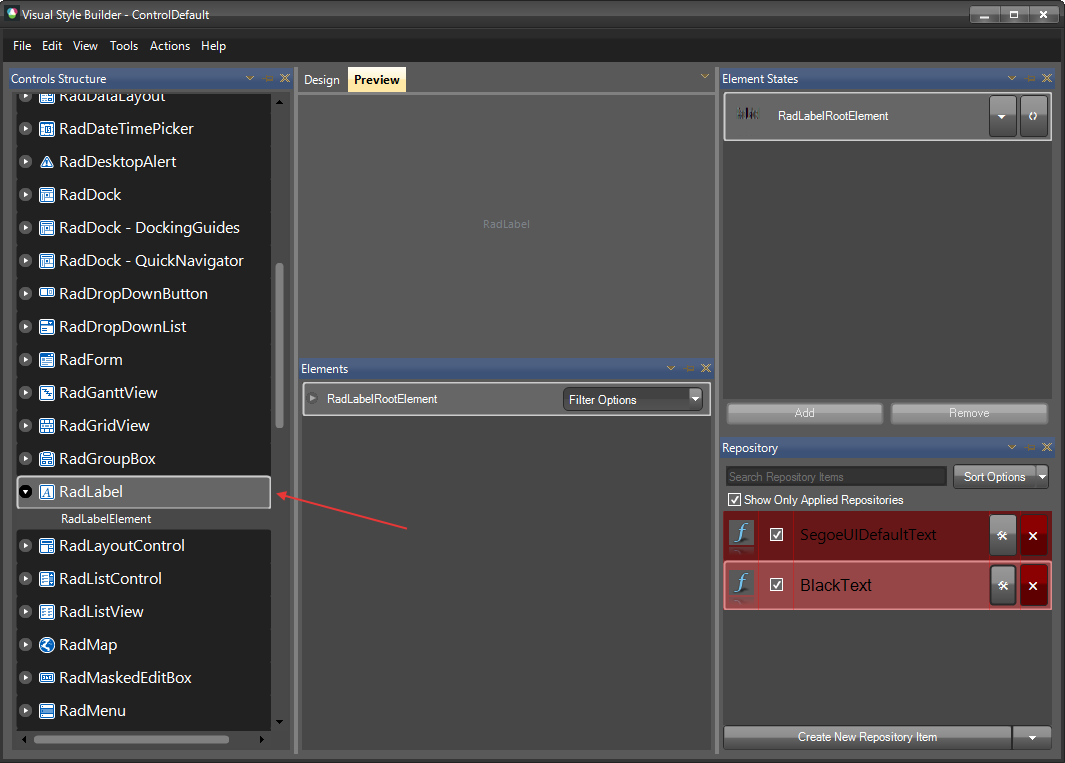 Visual Style Builder - ControlDefault
File Edit View Tools Actions Help
Controls Structure
RadDataLayout
RadDateTimePicker
RadDesktopAlert
RadDock
RadDock - DockingGuides
RadDock - QuickNavigator
RadDropDownButton
RadDropDownList
RadForm
RadGanttView
RadGridView
RadGroupBox
RadLabel
RadLabelElement
RadLayoutControl
RadListControl
RadListView
RadMap
RadMaskedEditBox
RadMenu
Design Preview
RadLabel
Elements
RadLabelRootElement Filter Options
Element States
RadLabelRootElement
Add Remove
Repository
Search Repository Items Sort Options
Show Only Applied Repositories
SegoeUIDefaultText
BlackText
Create New Repository Item